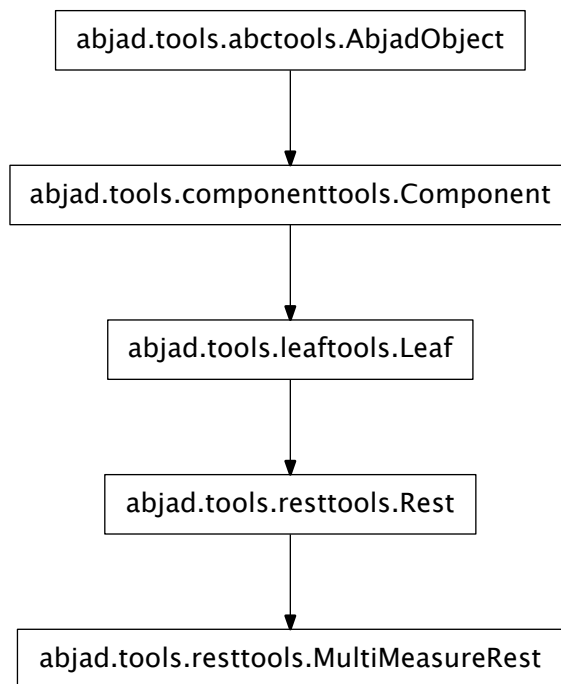 abjad.tools.abctools.AbjadObject
abjad.tools.componenttools.Component
abjad.tools.leaftools.Leaf
abjad.tools.resttools.Rest
abjad.tools.resttools.MultiMeasureRest